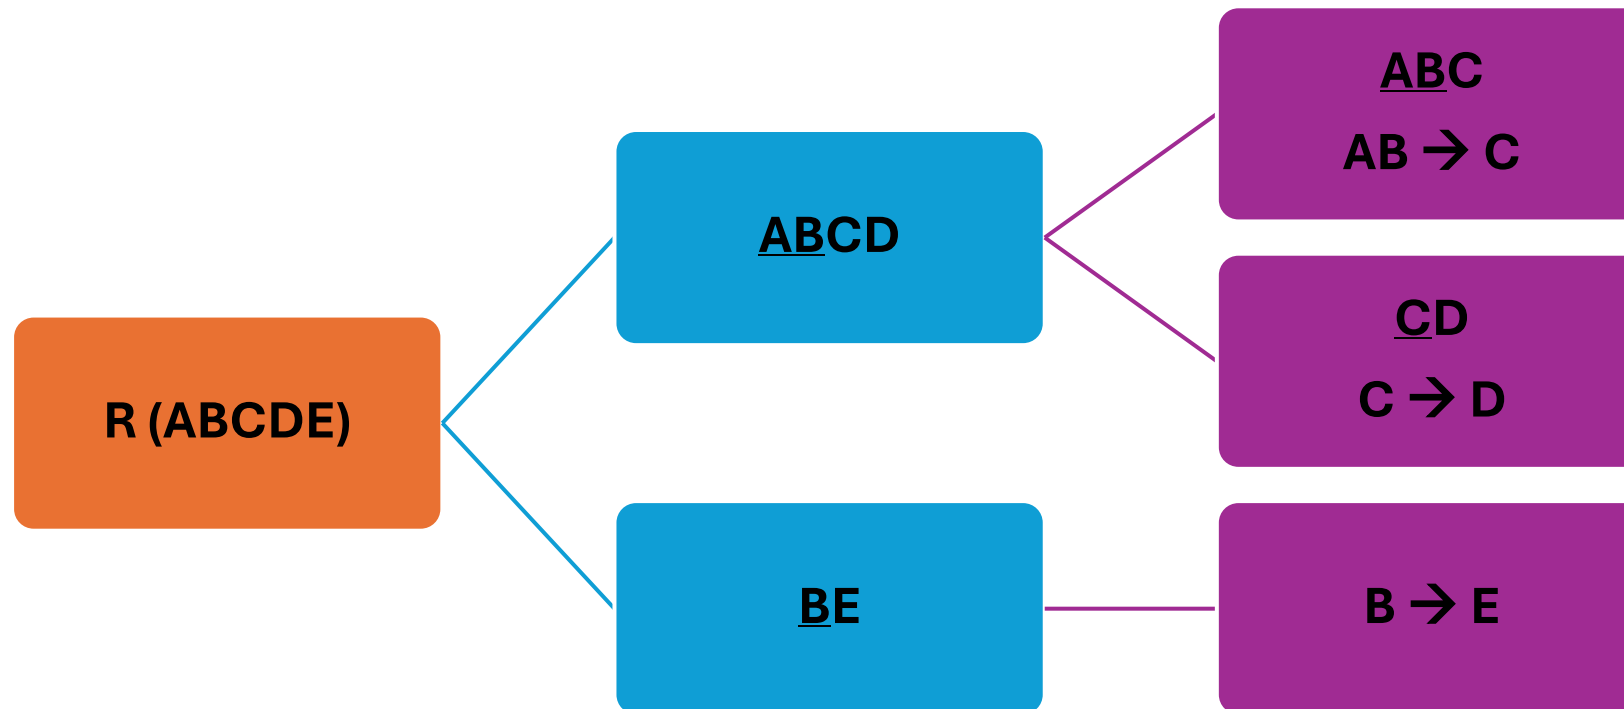 R (ABCDE)
ABCD
BE
ABC
AB → C
CD
C → D
B → E